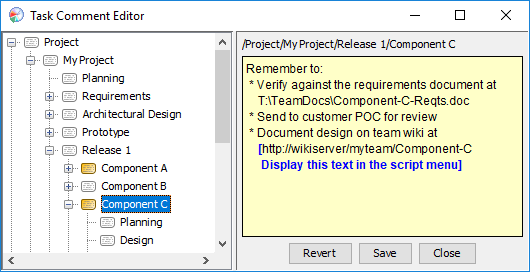 Task Comment Editor
Project
My Project
Planning
Requirements
Architectural Design
Prototype
Release 1
Component A
Component B
Component C
Planning
Design
/Project/My Project/Release 1/Component C
Remember to:
* Verify against the requirements document at
T:\TeamDocs\Component-C-Reqts.doc
* Send to customer POC for review
* Document design on team wiki at
[http://wikiserver/myteam/Component-C
Display this text in the script menu]
Revert Save Close